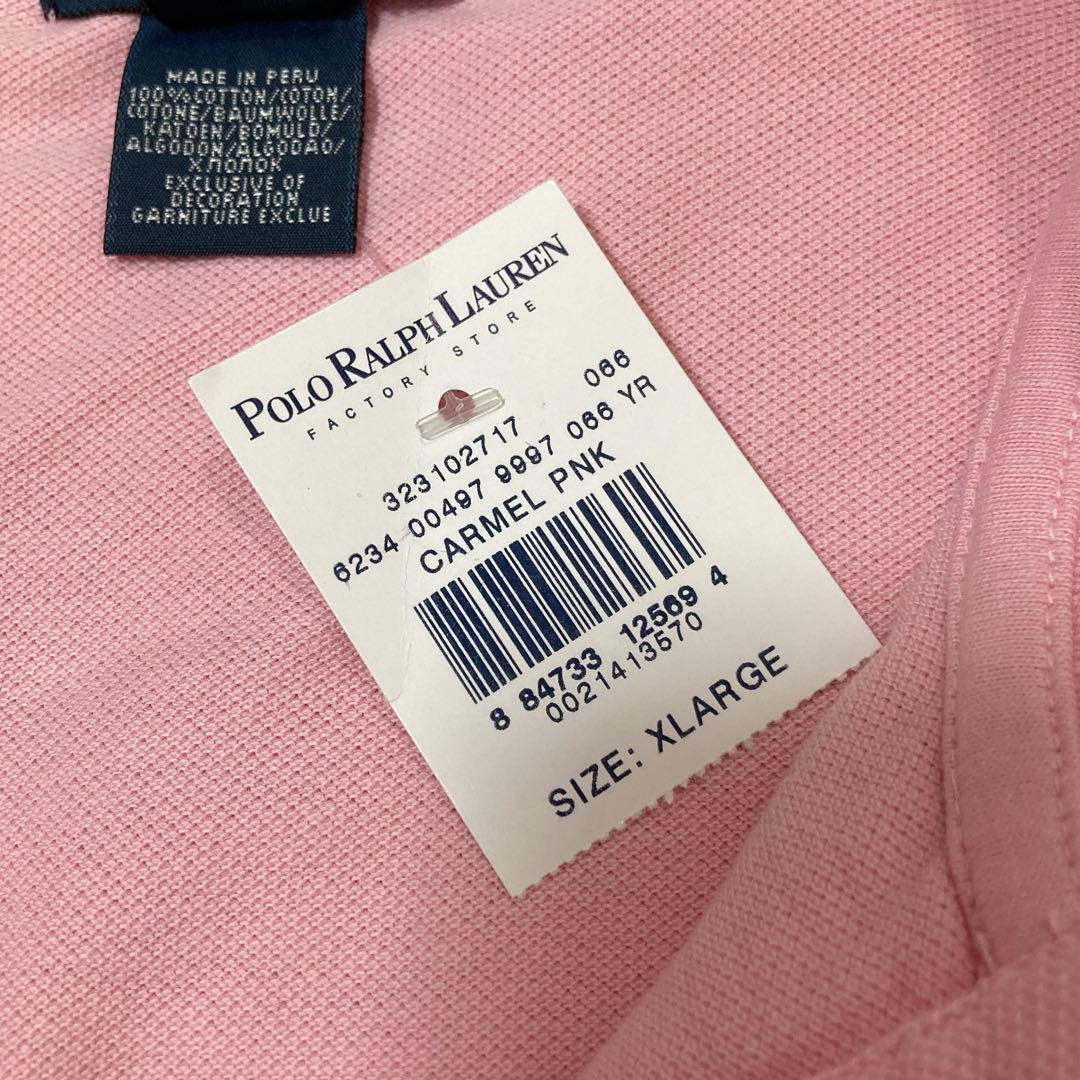 MADE IN PERU
100%COTTON/COTON/
COTONE/BAUMWOLLE/
KATOEN/BOMULD/
ALGODON/ALGODAO/
ХЛОПОК
EXCLUSIVE OF
DECORATION
GARNITURE EXCLUE
POLO RALPH LAUREN
FACTORY STORE
323102717 066
6234 00497 9997 066 YR
CARMEL PNK
8 84733 12569 4
0021413570
SIZE: XLARGE